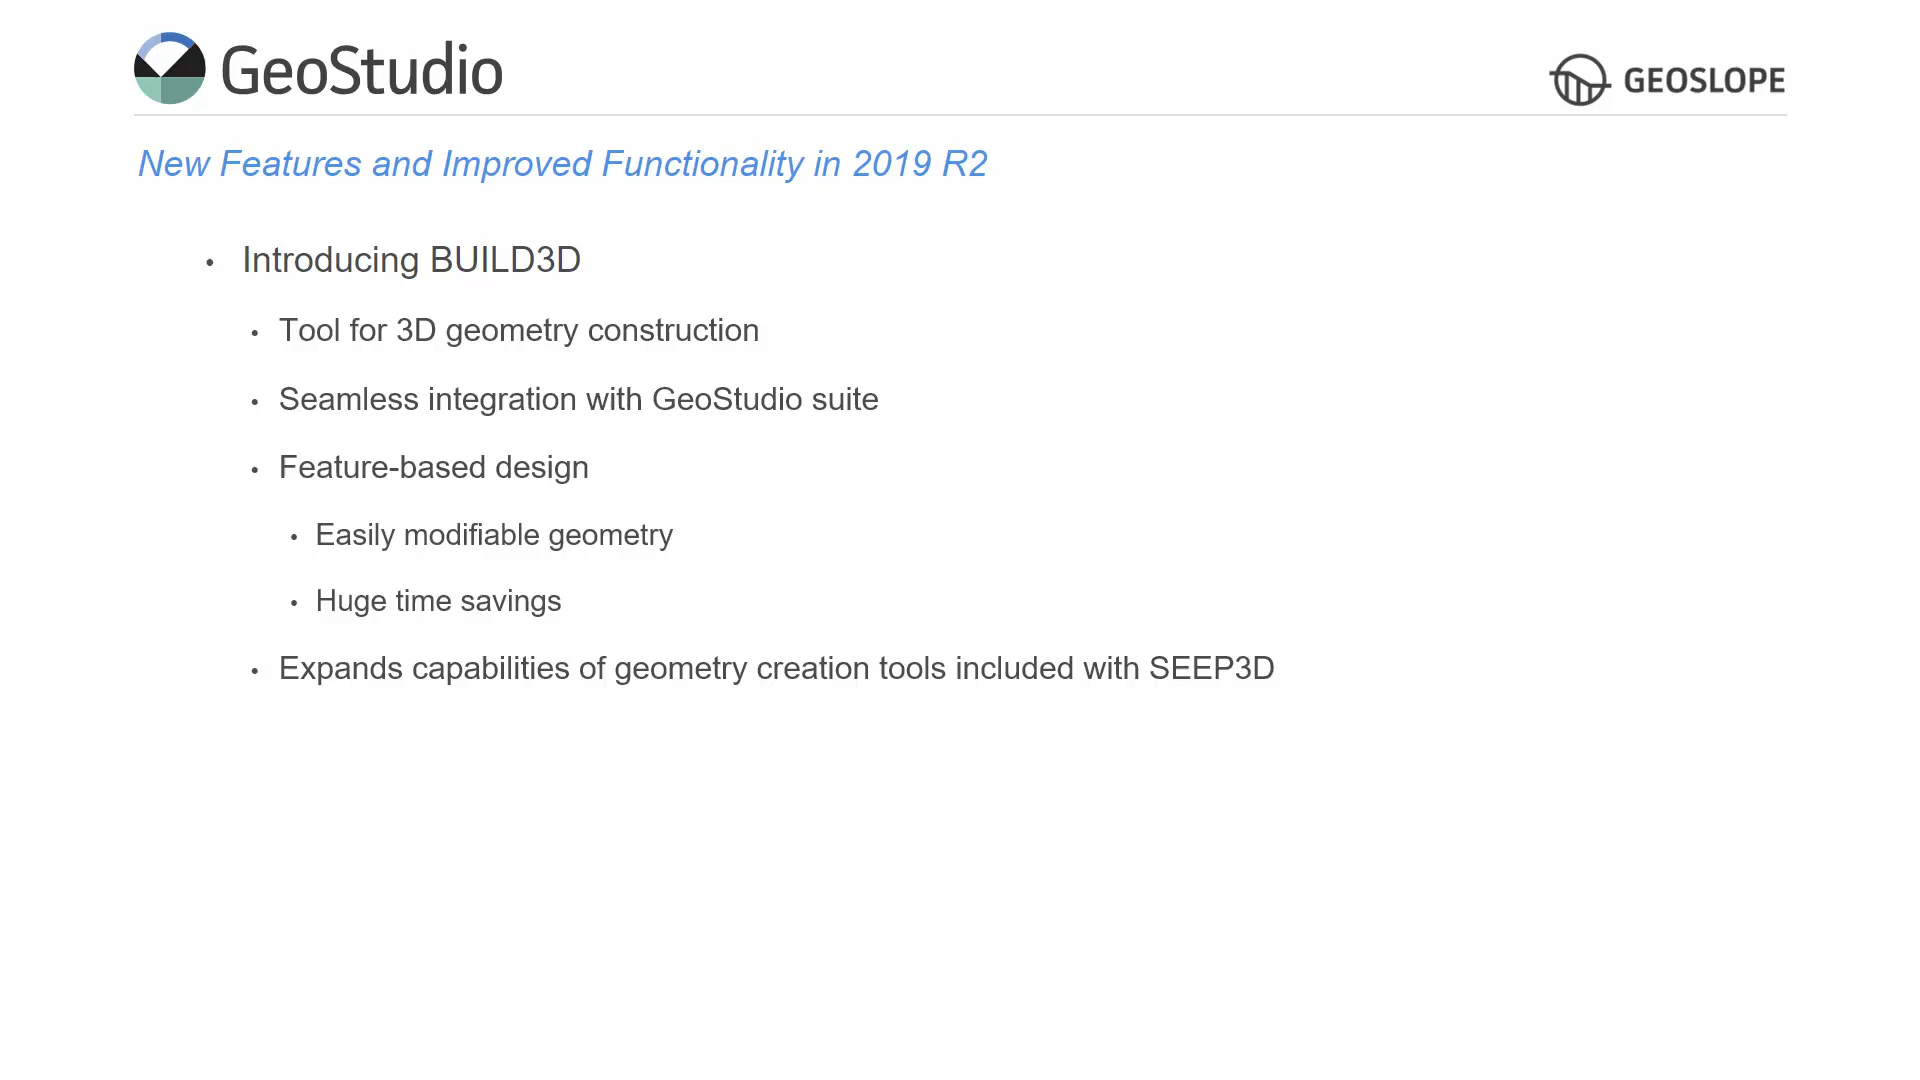 GeoStudio
GEOSLOPE
New Features and Improved Functionality in 2019 R2
• Introducing BUILD3D
• Tool for 3D geometry construction
• Seamless integration with GeoStudio suite
• Feature-based design
• Easily modifiable geometry
• Huge time savings
• Expands capabilities of geometry creation tools included with SEEP3D